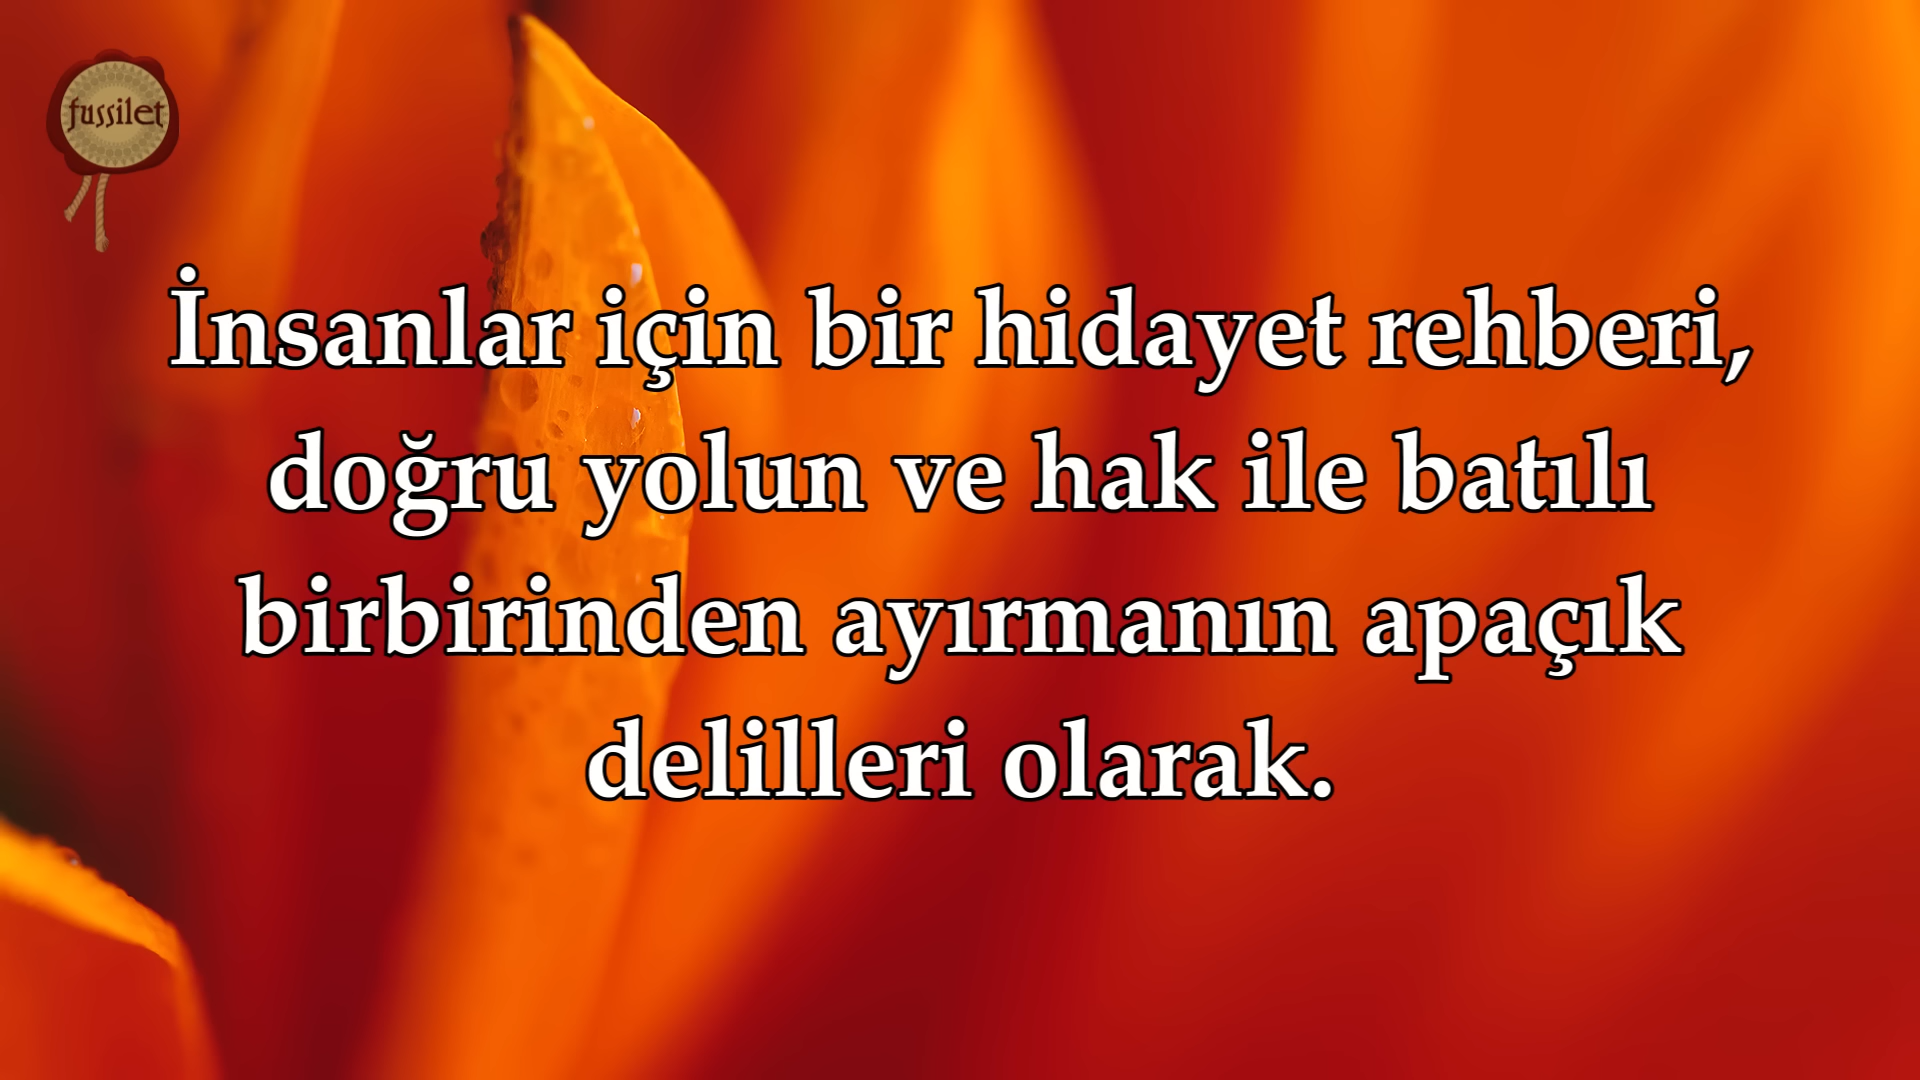 fussilet
İnsanlar için bir hidayet rehberi,
doğru yolun ve hak ile batılı
birbirinden ayırmanın apaçık
delilleri olarak.